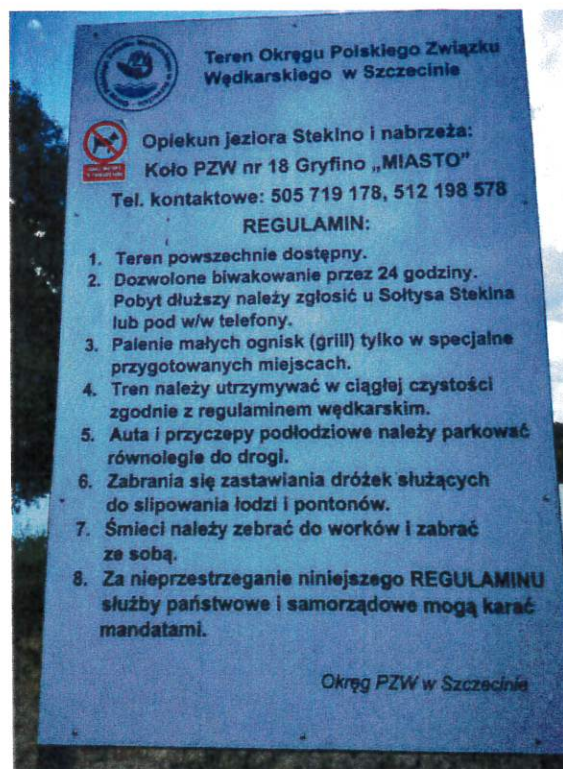 Teren Okręgu Polskiego Związku
Wędkarskiego w Szczecinie
Opiekun jeziora Steklno i nabrzeża:
Koło PZW nr 18 Gryfino „MIASTO”
Tel. kontaktowe: 505 719 178, 512 198 578
REGULAMIN:
1. Teren powszechnie dostępny.
2. Dozwolone biwakowanie przez 24 godziny.
Pobyt dłuższy należy zgłosić u Sołtysa Steklna
lub pod w/w telefony.
3. Palenie małych ognisk (grill) tylko w specjalne
przygotowanych miejscach.
4. Tren należy utrzymywać w ciągłej czystości
zgodnie z regulaminem wędkarskim.
5. Auta i przyczepy podłodziowe należy parkować
równolegle do drogi.
6. Zabrania się zastawiania dróżek służących
do slipowania łodzi i pontonów.
7. Śmieci należy zebrać do worków i zabrać
ze sobą.
8. Za nieprzestrzeganie niniejszego REGULAMINU
służby państwowe i samorządowe mogą karać
mandatami.
Okręg PZW w Szczecinie